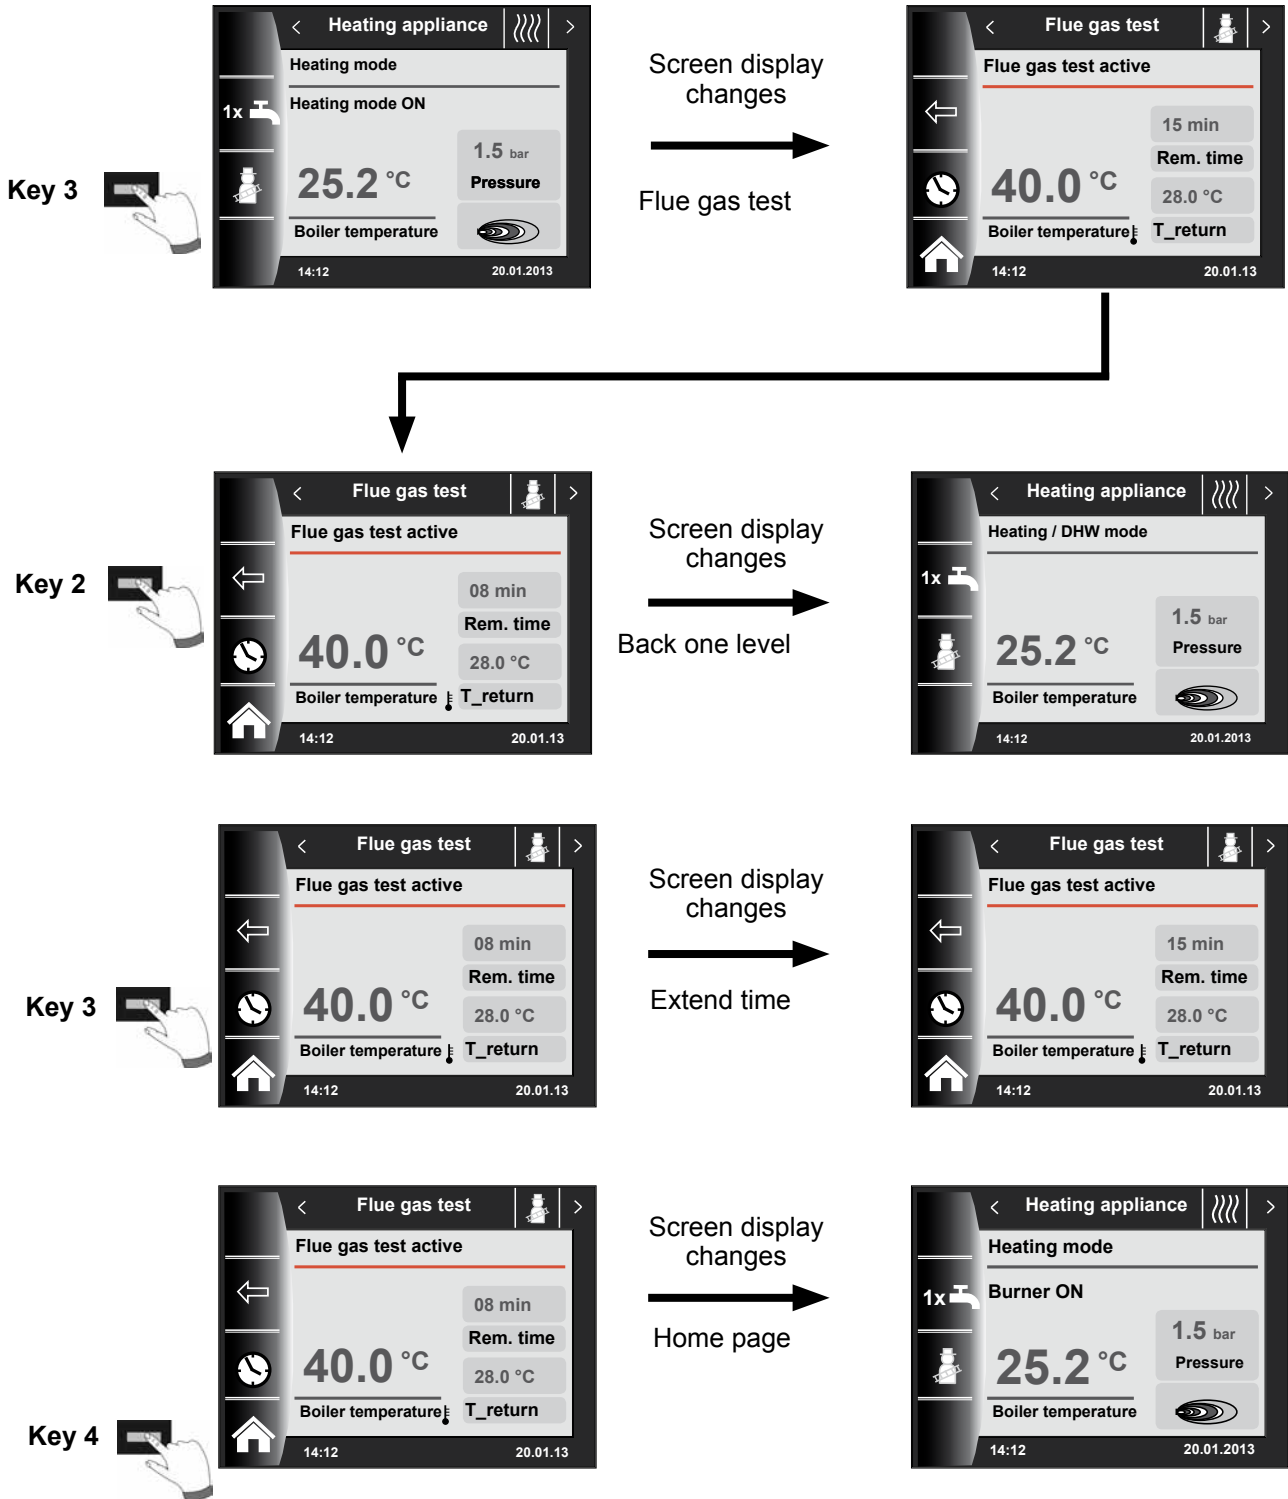 Key 3
< Heating appliance >
Heating mode
Heating mode ON
1x
1.5 bar
25.2 °C
Pressure
Boiler temperature
14:12 20.01.2013
Screen display
changes
Flue gas test
< Flue gas test >
Flue gas test active
15 min
Rem. time
40.0 °C
28.0 °C
Boiler temperature T_return
14:12 20.01.13
Key 2
< Flue gas test >
Flue gas test active
08 min
Rem. time
40.0 °C
28.0 °C
Boiler temperature T_return
14:12 20.01.13
Screen display
changes
Back one level
< Heating appliance >
Heating / DHW mode
1x
1.5 bar
25.2 °C
Pressure
Boiler temperature
14:12 20.01.2013
Key 3
< Flue gas test >
Flue gas test active
08 min
Rem. time
40.0 °C
28.0 °C
Boiler temperature T_return
14:12 20.01.13
Screen display
changes
Extend time
< Flue gas test >
Flue gas test active
15 min
Rem. time
40.0 °C
28.0 °C
Boiler temperature T_return
14:12 20.01.13
Key 4
< Flue gas test >
Flue gas test active
08 min
Rem. time
40.0 °C
28.0 °C
Boiler temperature T_return
14:12 20.01.13
Screen display
changes
Home page
< Heating appliance >
Heating mode
Burner ON
1x
1.5 bar
25.2 °C
Pressure
Boiler temperature
14:12 20.01.2013